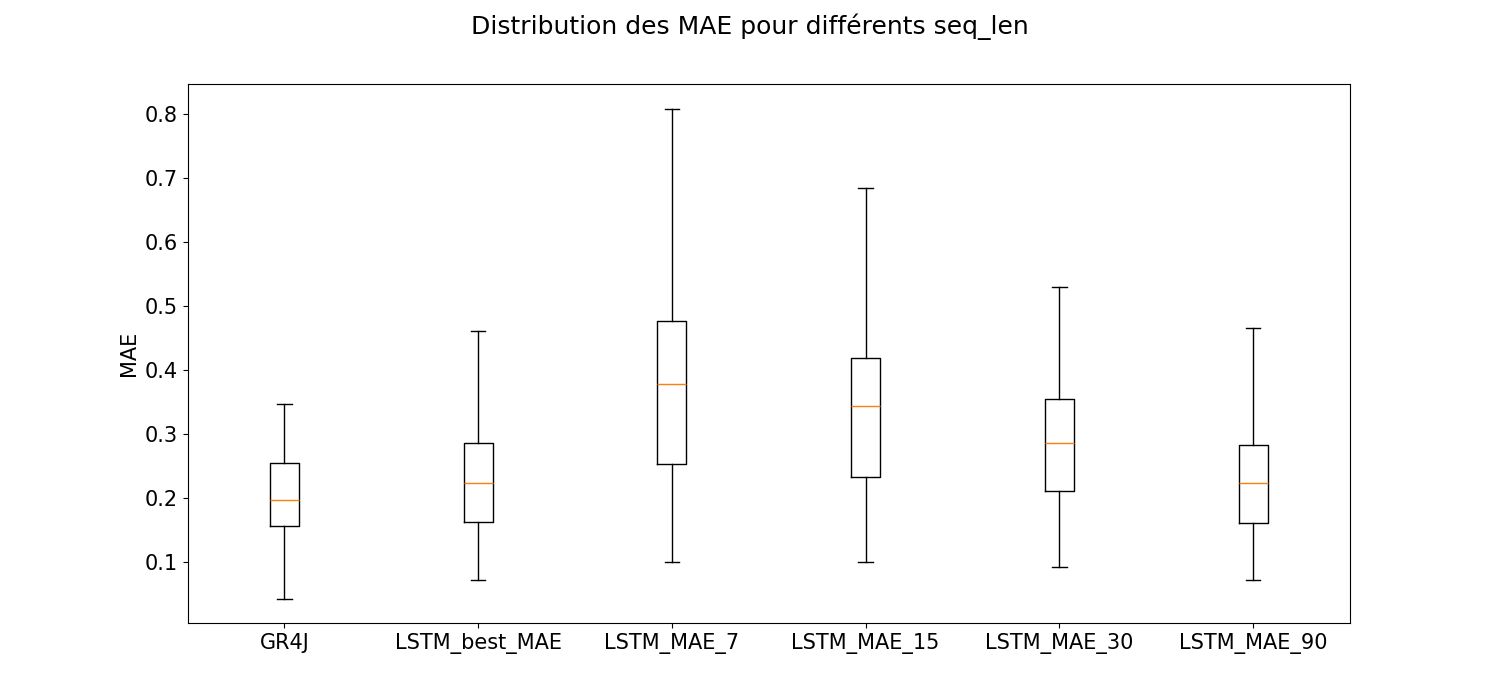 Distribution des MAE pour différents seq_len
MAE
0.8
0.7
0.6
0.5
0.4
0.3
0.2
0.1
GR4J LSTM_best_MAE LSTM_MAE_7 LSTM_MAE_15 LSTM_MAE_30 LSTM_MAE_90